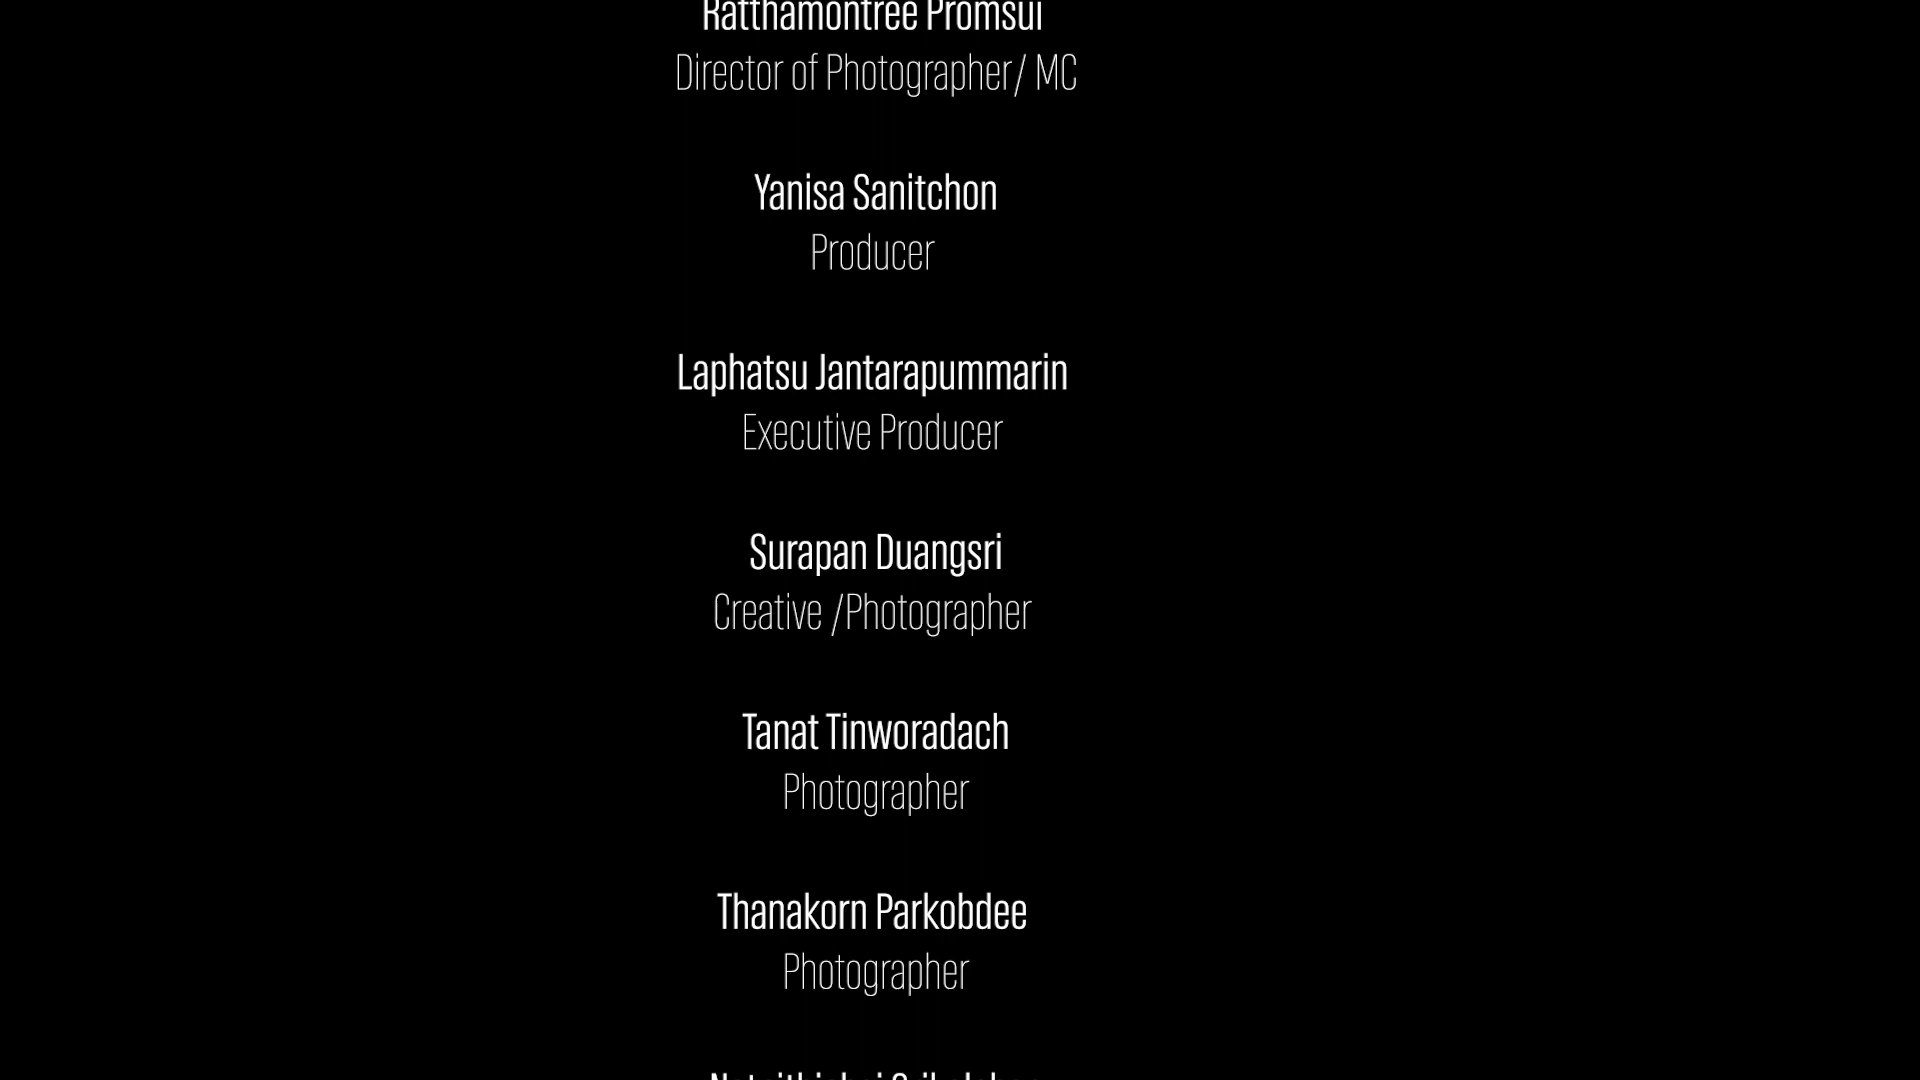 Ratthamontree Promsui
Director of Photographer/ MC
Yanisa Sanitchon
Producer
Laphatsu Jantarapummarin
Executive Producer
Surapan Duangsri
Creative /Photographer
Tanat Tinworadach
Photographer
Thanakorn Parkobdee
Photographer